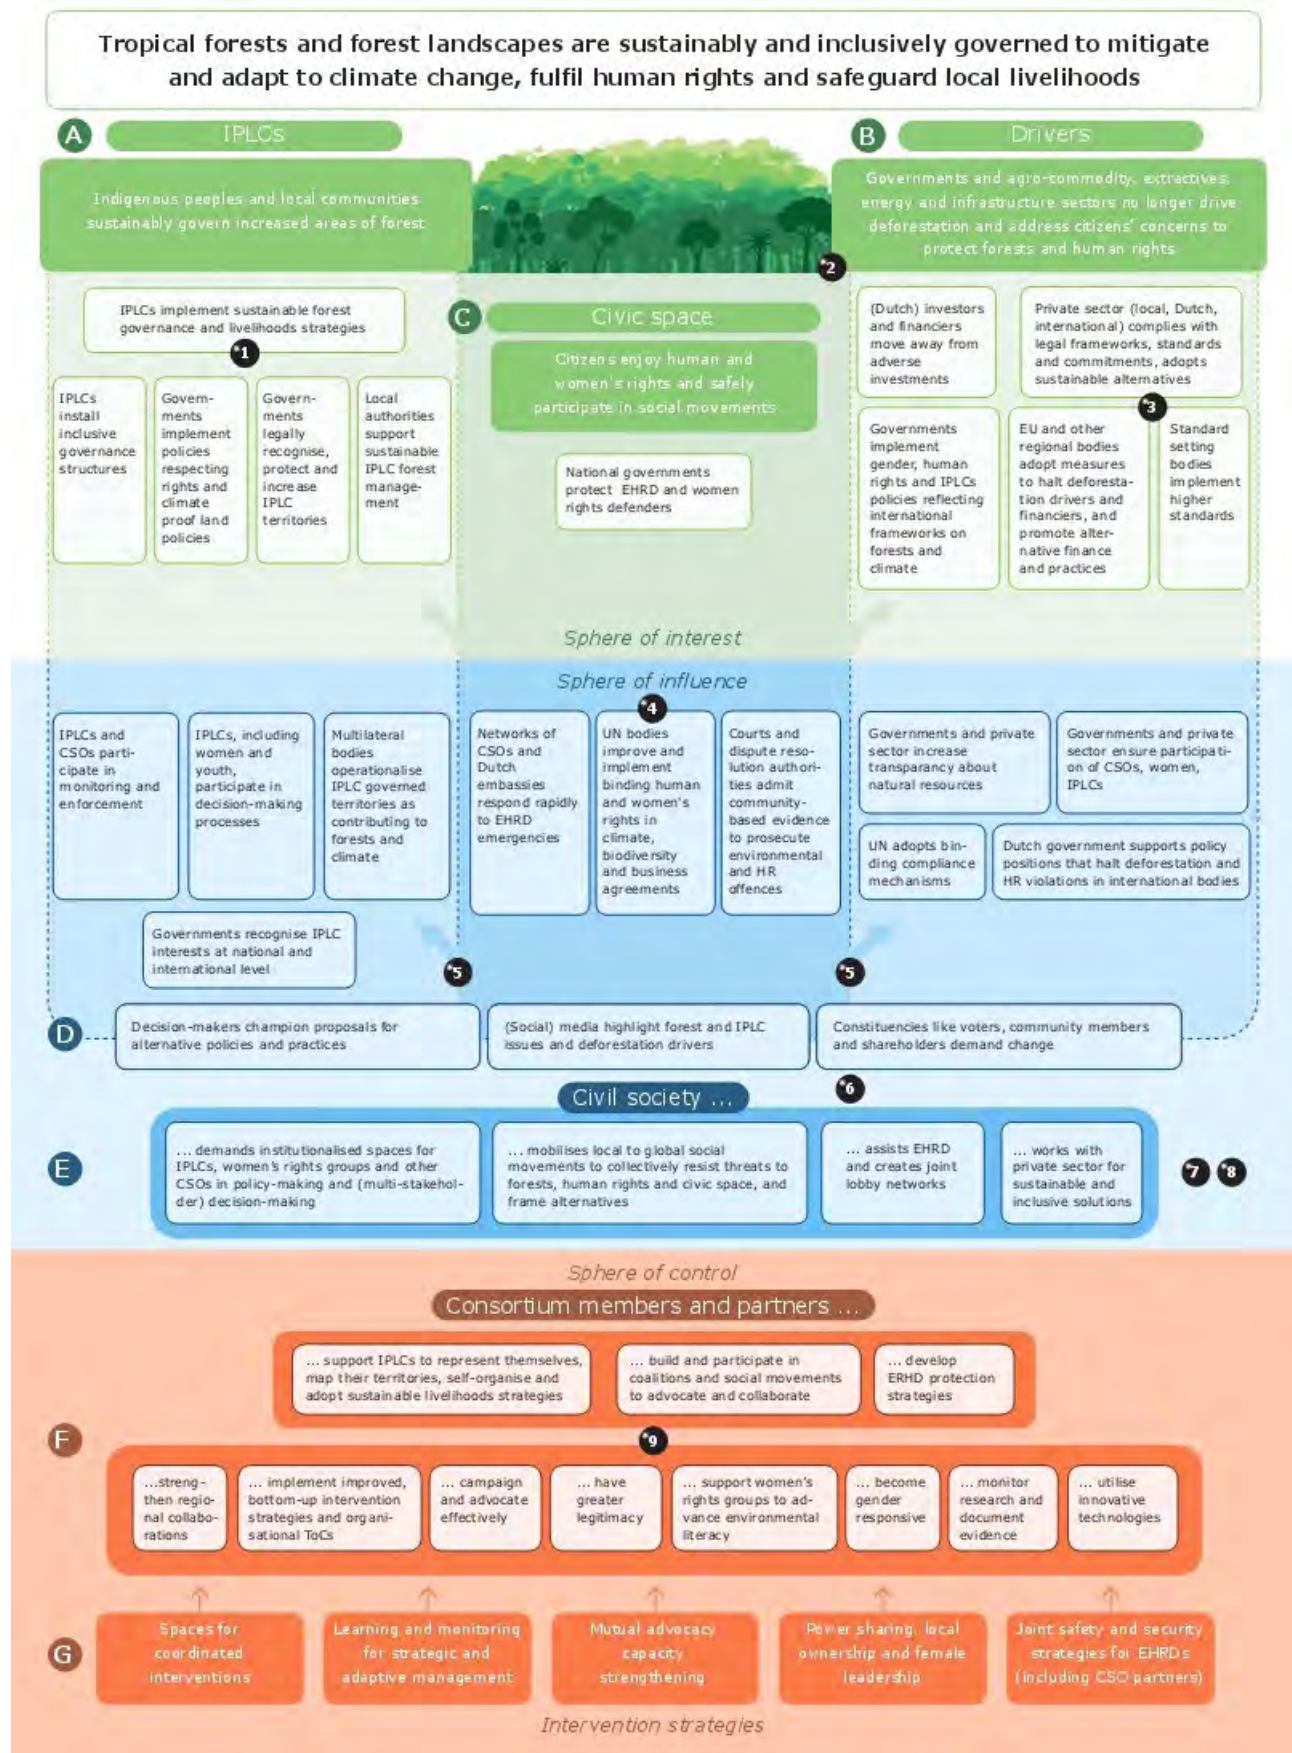 Tropical forests and forest landscapes are sustainably and inclusively governed to mitigate
and adapt to climate change, fulfil human rights and safeguard local livelihoods
A
IPLCs
B
Drivers
Indigenous peoples and local communities
sustainably govern increased areas of forest
Governments and agro-commodity, extractives,
energy and infrastructure sectors no longer drive
deforestation and address citizens' concerns to
protect forests and human rights
*2
IPLCs implement sustainable forest
governance and livelihoods strategies
*1
IPLCs
install
inclusive
governance
structures
Govern-
ments
implement
policies
respecting
rights and
climate
proof land
policies
Govern-
ments
legally
recognise,
protect and
increase
IPLC
territories
Local
authorities
support
sustainable
IPLC forest
manage-
ment
C
Civic space
Citizens enjoy human and
women's rights and safely
participate in social movements
National governments
protect EHRD and women
rights defenders
(Dutch) investors
and financiers
move away from
adverse
investments
Private sector (local, Dutch,
international) complies with
legal frameworks, standards
and commitments, adopts
sustainable alternatives
*3
Governments
implement
gender, human
rights and IPLCs
policies reflecting
international
frameworks on
forests and
climate
EU and other
regional bodies
adopt measures
to halt deforesta-
tion drivers and
financiers, and
promote alter-
native finance
and practices
Standard
setting
bodies
implement
higher
standards
Sphere of interest
Sphere of influence
IPLCs and
CSOs parti-
cipate in
monitoring and
enforcement
IPLCs, including
women and
youth,
participate in
decision-making
processes
Multilateral
bodies
operationalise
IPLC governed
territories as
contributing to
forests and
climate
Governments recognise IPLC
interests at national and
international level
*4
Networks of
CSOs and
Dutch
embassies
respond rapidly
to EHRD
emergencies
UN bodies
improve and
implement
binding human
and women's
rights in
climate,
biodiversity
and business
agreements
Courts and
dispute reso-
lution authori-
ties admit
community-
based evidence
to prosecute
environmental
and HR
offences
Governments and private
sector increase
transparency about
natural resources
Governments and private
sector ensure participati-
on of CSOs, women,
IPLCs
UN adopts bin-
ding compliance
mechanisms
Dutch government supports policy
positions that halt deforestation and
HR violations in international bodies
*5
*5
D
Decision-makers champion proposals for
alternative policies and practices
(Social) media highlight forest and IPLC
issues and deforestation drivers
Constituencies like voters, community members
and shareholders demand change
Civil society ...
*6
E
... demands institutionalised spaces for
IPLCs, women's rights groups and other
CSOs in policy-making and (multi-stakehol-
der) decision-making
... mobilises local to global social
movements to collectively resist threats to
forests, human rights and civic space, and
frame alternatives
... assists EHRD
and creates joint
lobby networks
... works with
private sector for
sustainable and
inclusive solutions
*7
*8
Sphere of control
Consortium members and partners ...
... support IPLCs to represent themselves,
map their territories, self-organise and
adopt sustainable livelihoods strategies
... build and participate in
coalitions and social movements
to advocate and collaborate
... develop
ERHD protection
strategies
F
*9
...streng-
then regio-
nal collabo-
rations
... implement improved,
bottom-up intervention
strategies and organi-
sational ToCs
... campaign
and advocate
effectively
... have
greater
legitimacy
... support women's
rights groups to ad-
vance environmental
literacy
... become
gender
responsive
... monitor
research and
document
evidence
... utilise
innovative
technologies
G
Spaces for
coordinated
interventions
Learning and monitoring
for strategic and
adaptive management
Mutual advocacy
capacity
strengthening
Power sharing, local
ownership and female
leadership
Joint safety and security
strategies for EHRDs
(including CSO partners)
Intervention strategies